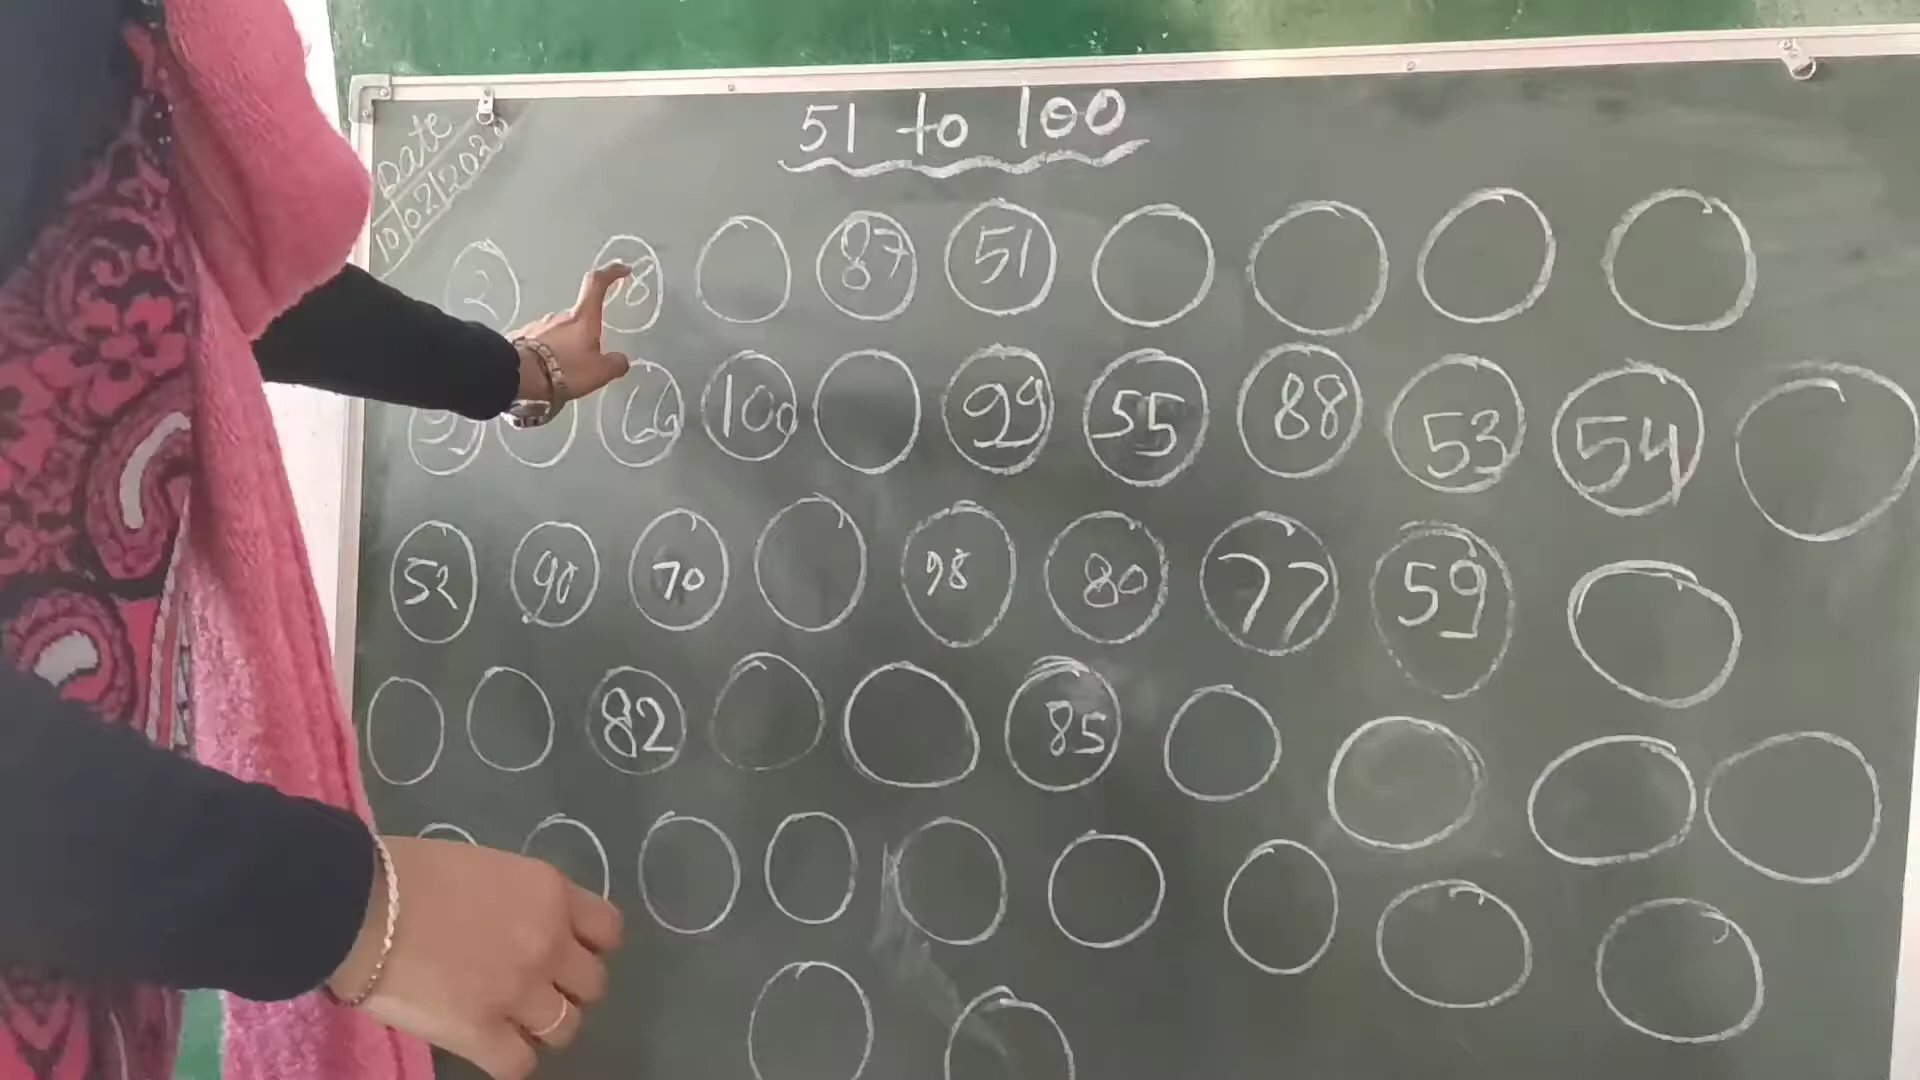 51 to 100
Date
10/02/202
87 51
66 100 99 55 88 53 54
52 90 70 98 80 77 59
82 85